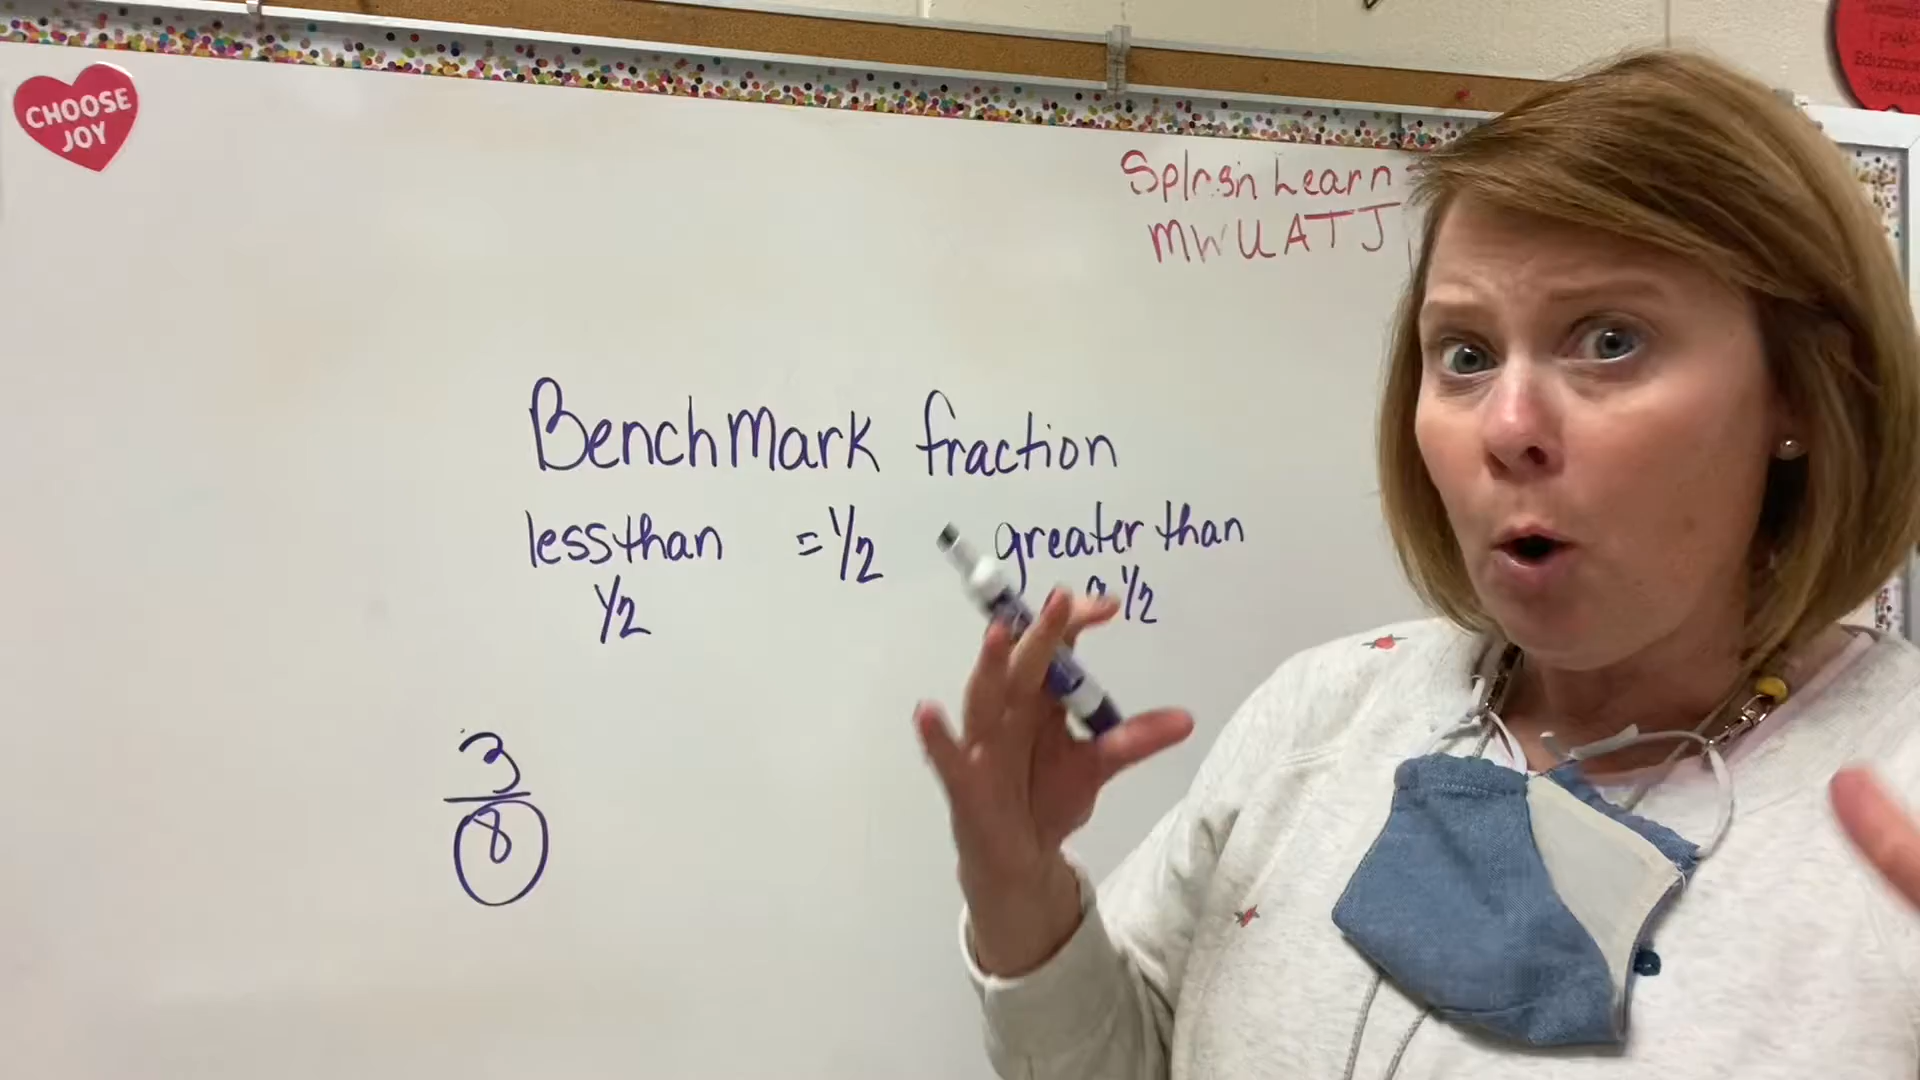 CHOOSE
JOY
Splash Learn
MWUATJ
Benchmark fraction
less than
1/2
= 1/2
greater than
1/2
3
8